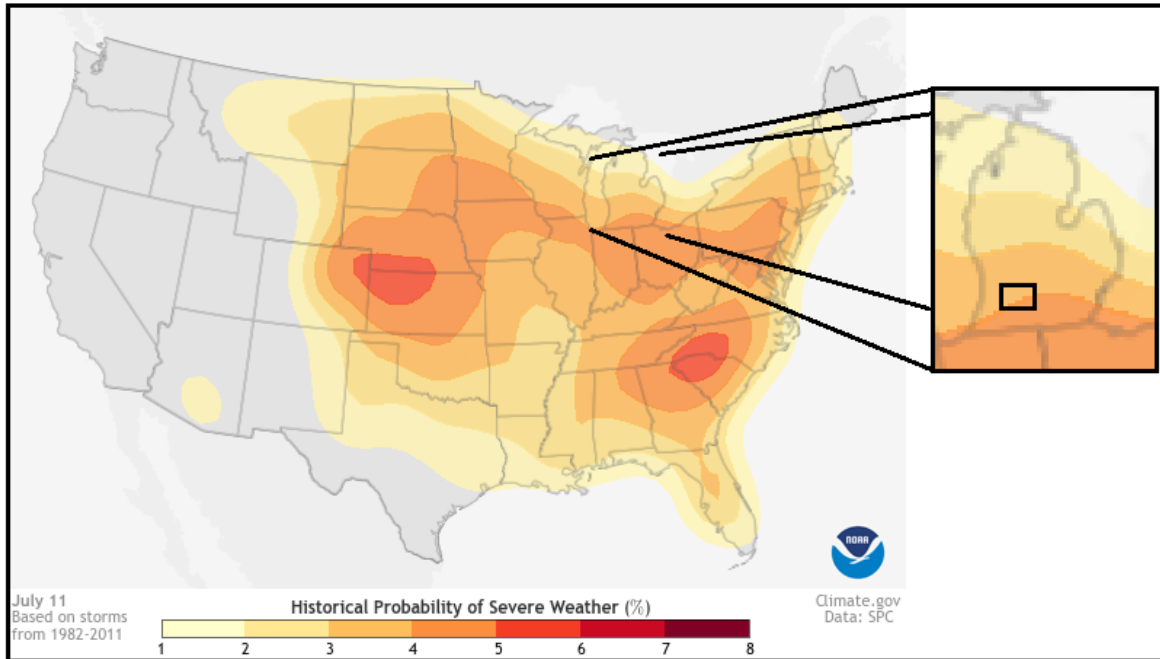 NOAA
July 11
Based on storms
from 1982-2011
Historical Probability of Severe Weather (%)
1 2 3 4 5 6 7 8
Climate.gov
Data: SPC